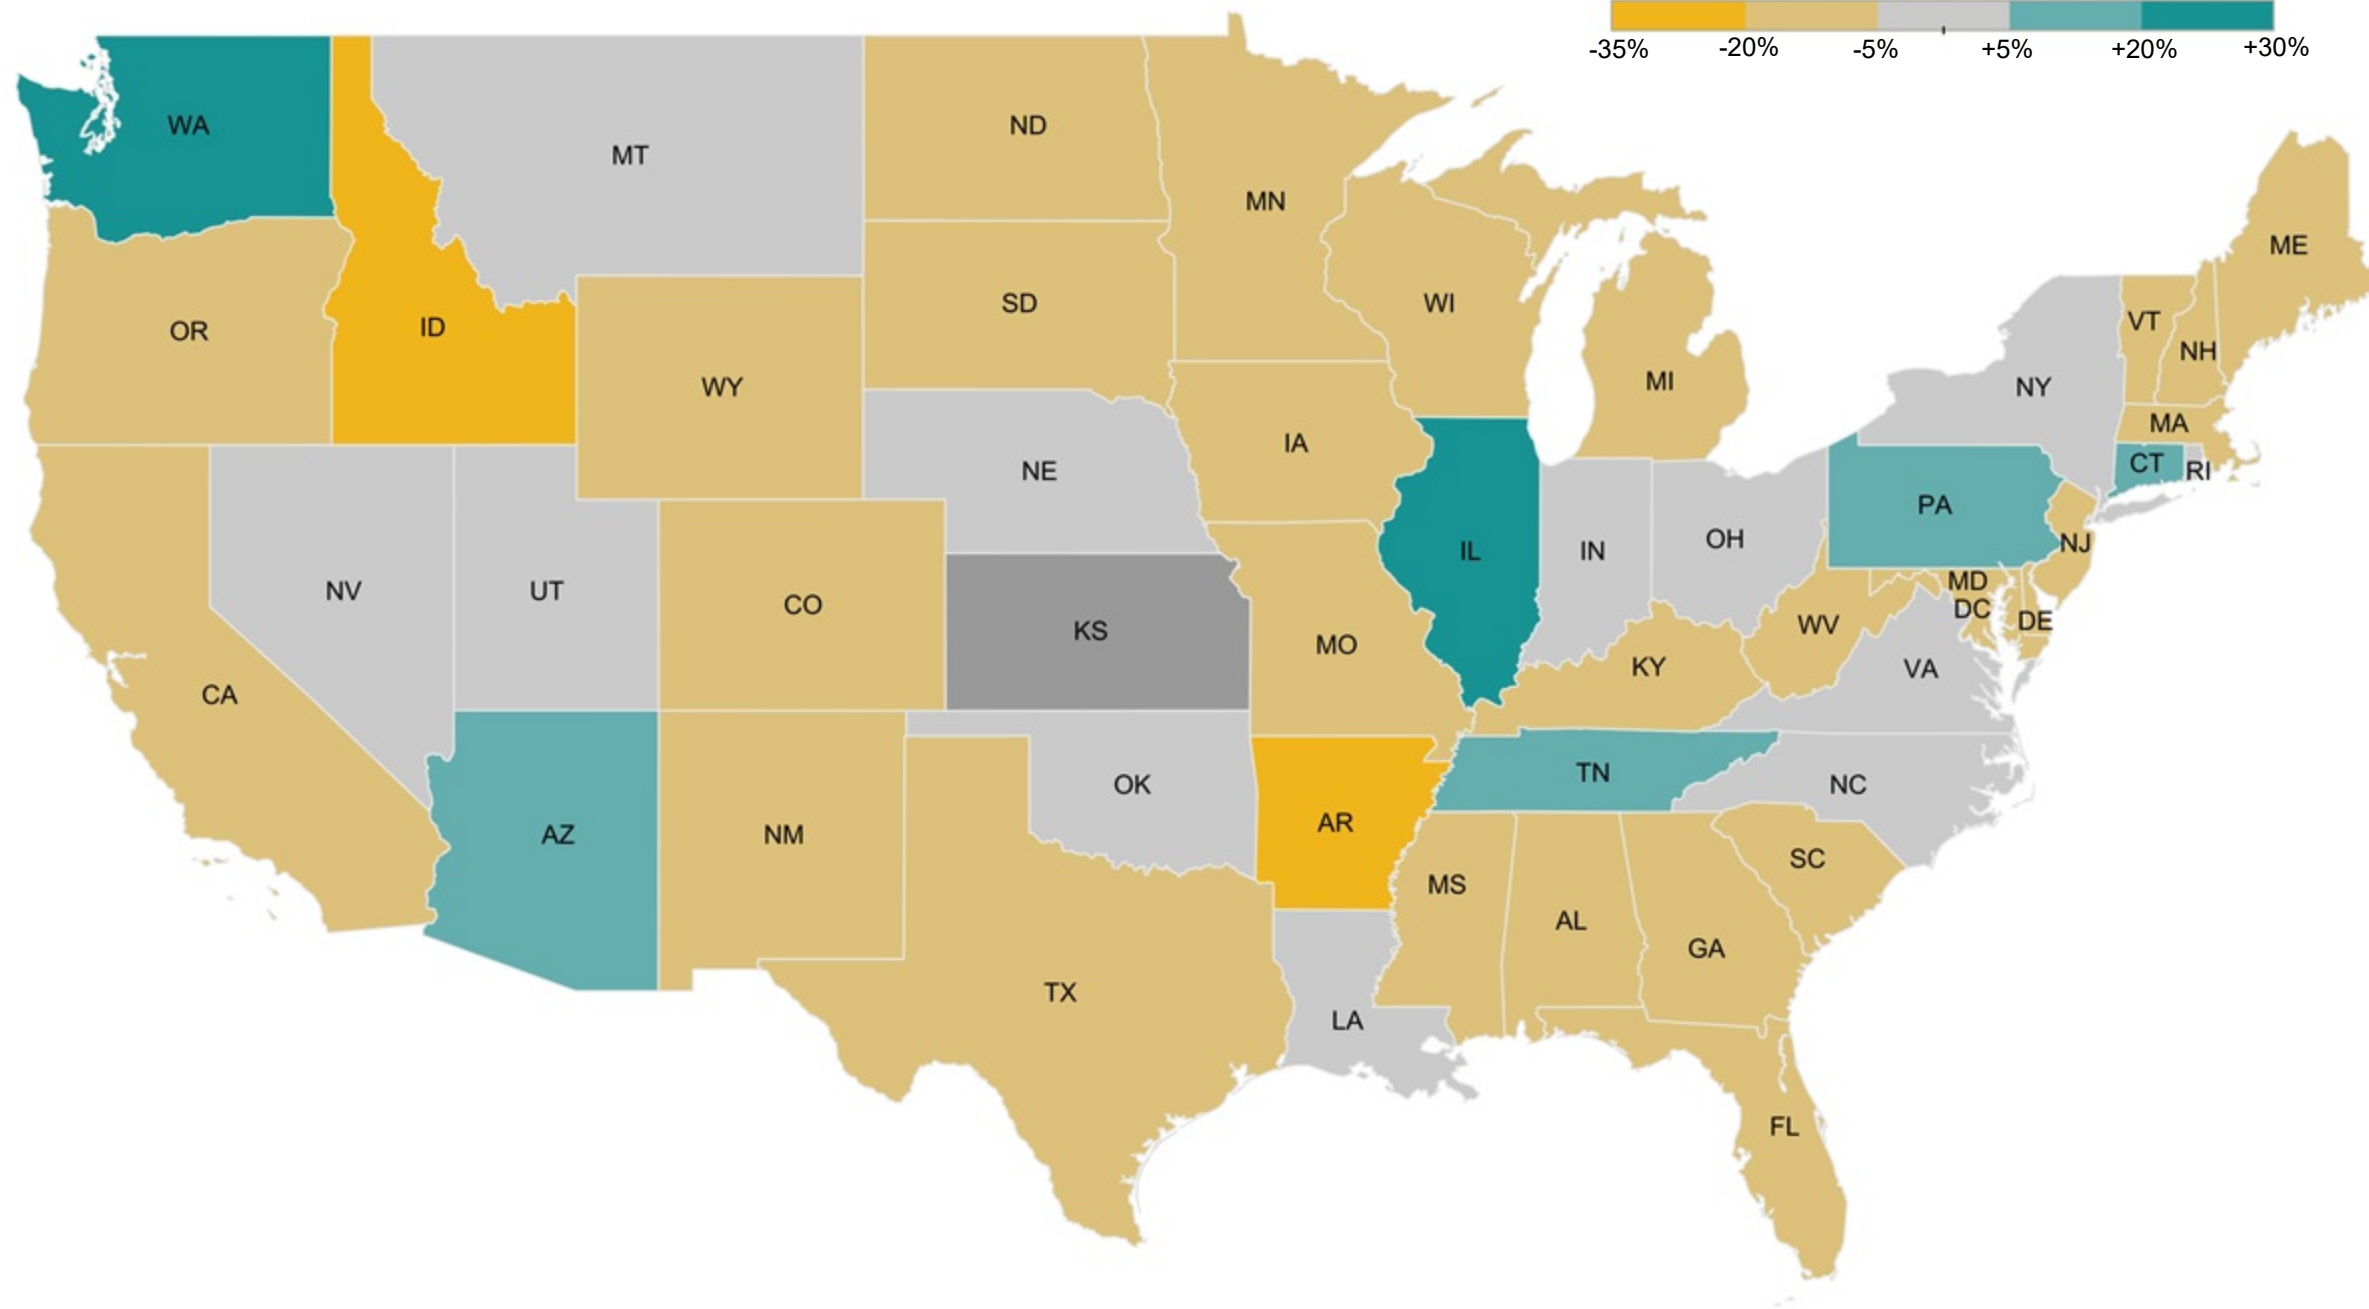 -35% -20% -5% +5% +20% +30%
WA
MT
ND
MN
ME
OR
ID
SD
WI
VT
NH
WY
MI
NY
MA
IA
NE
CT
RI
PA
NV
UT
CO
KS
MO
IL
IN
OH
NJ
MD
DC
DE
WV
CA
KY
VA
AZ
NM
OK
AR
TN
NC
MS
AL
GA
SC
TX
LA
FL